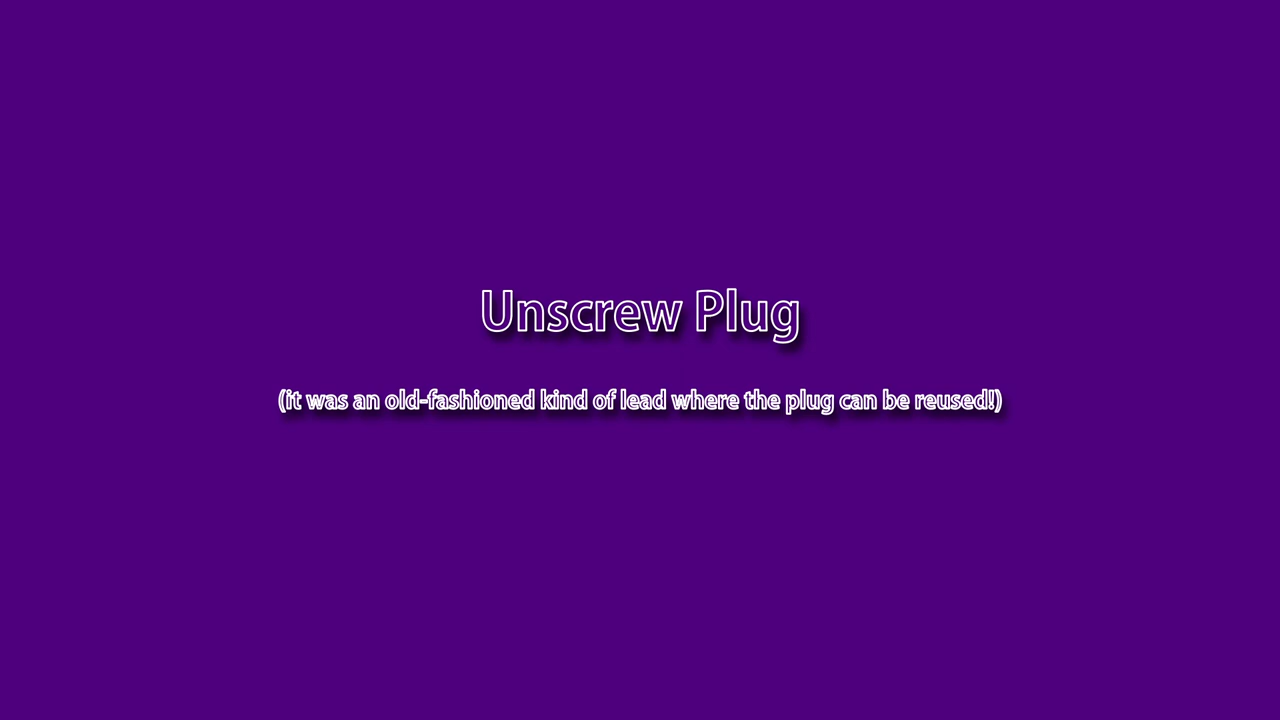 Unscrew Plug
(it was an old-fashioned kind of lead where the plug can be reused!)